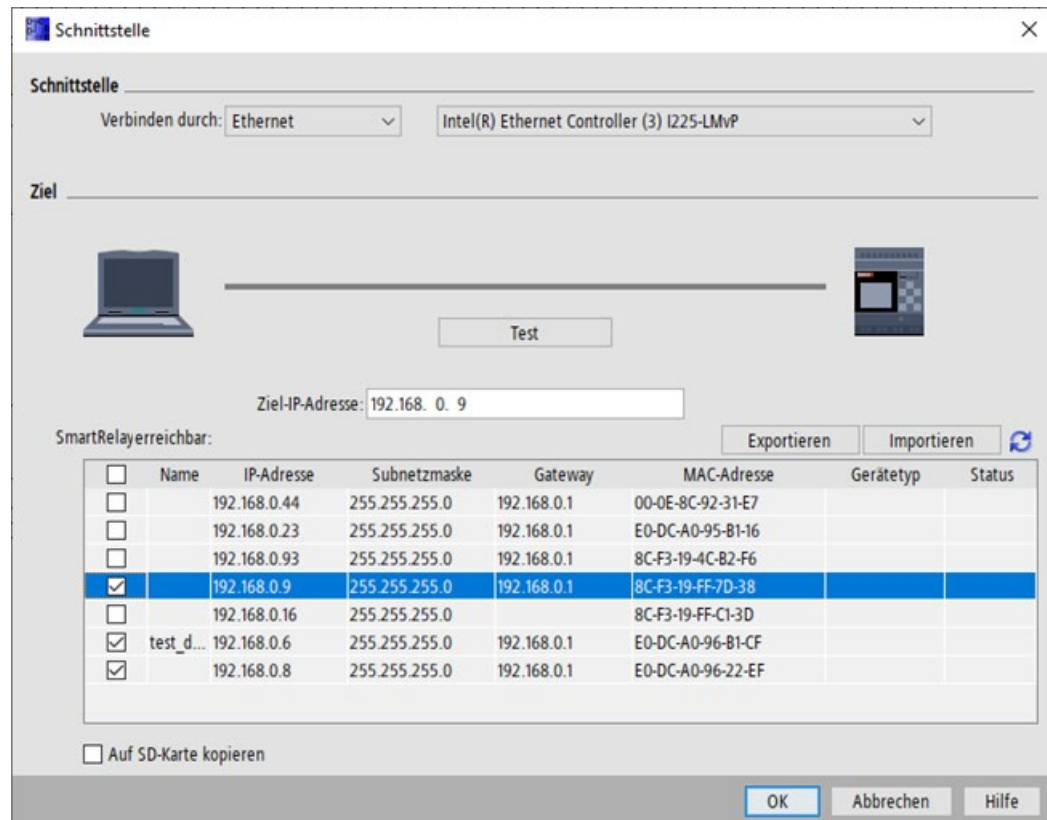 Schnittstelle
Schnittstelle
Verbinden durch: Ethernet Intel(R) Ethernet Controller (3) I225-LMvP
Ziel
Test
Ziel-IP-Adresse: 192.168. 0. 9
SmartRelayerreichbar: Exportieren Importieren
Name IP-Adresse Subnetzmaske Gateway MAC-Adresse Gerätetyp Status
192.168.0.44 255.255.255.0 192.168.0.1 00-0E-8C-92-31-E7
192.168.0.23 255.255.255.0 192.168.0.1 E0-DC-A0-95-B1-16
192.168.0.93 255.255.255.0 192.168.0.1 8C-F3-19-4C-B2-F6
192.168.0.9 255.255.255.0 192.168.0.1 8C-F3-19-FF-7D-38
192.168.0.16 255.255.255.0 8C-F3-19-FF-C1-3D
test_d... 192.168.0.6 255.255.255.0 192.168.0.1 E0-DC-A0-96-B1-CF
192.168.0.8 255.255.255.0 192.168.0.1 E0-DC-A0-96-22-EF
Auf SD-Karte kopieren
OK Abbrechen Hilfe